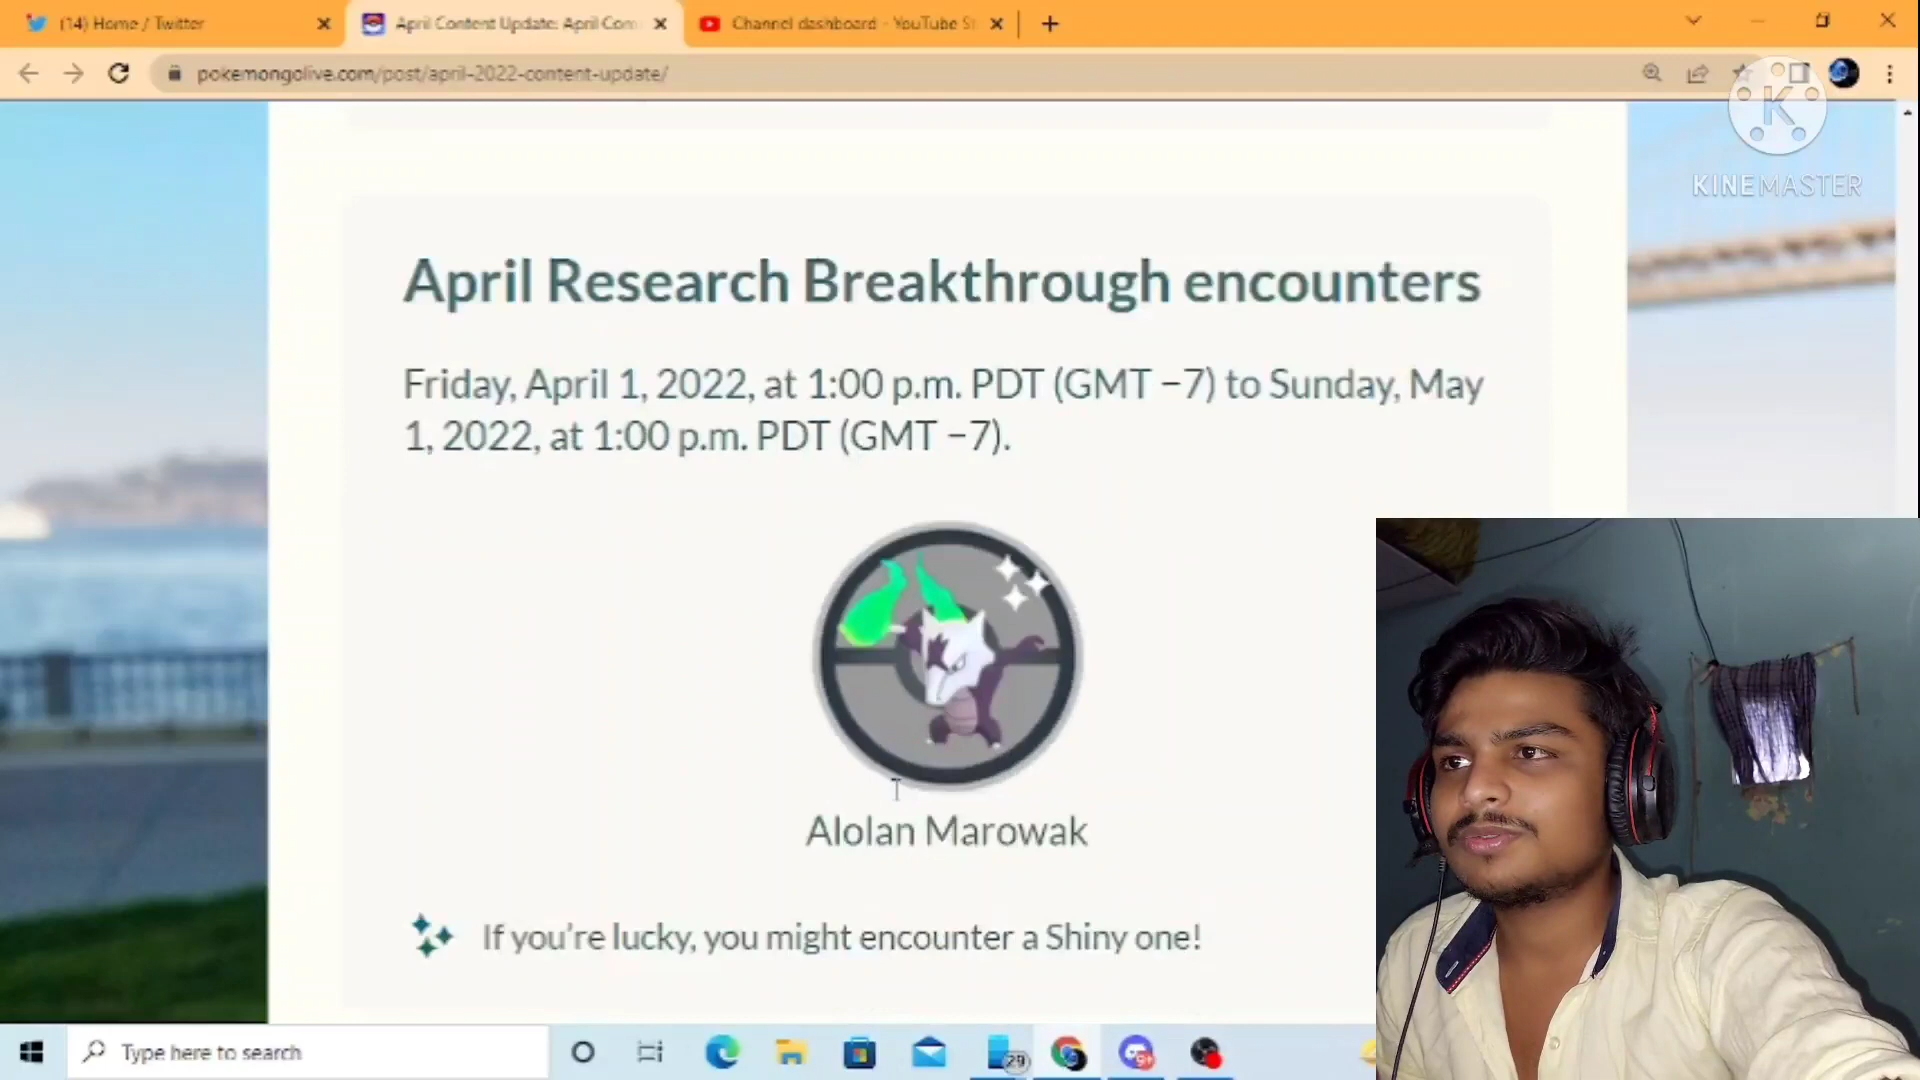 (14) Home / Twitter
April Content Update: April Com
Channel dashboard - YouTube St
pokemongolive.com/post/april-2022-content-update/
K
KINEMASTER
April Research Breakthrough encounters
Friday, April 1, 2022, at 1:00 p.m. PDT (GMT −7) to Sunday, May
1, 2022, at 1:00 p.m. PDT (GMT −7).
Alolan Marowak
If you’re lucky, you might encounter a Shiny one!
Type here to search
29
9+